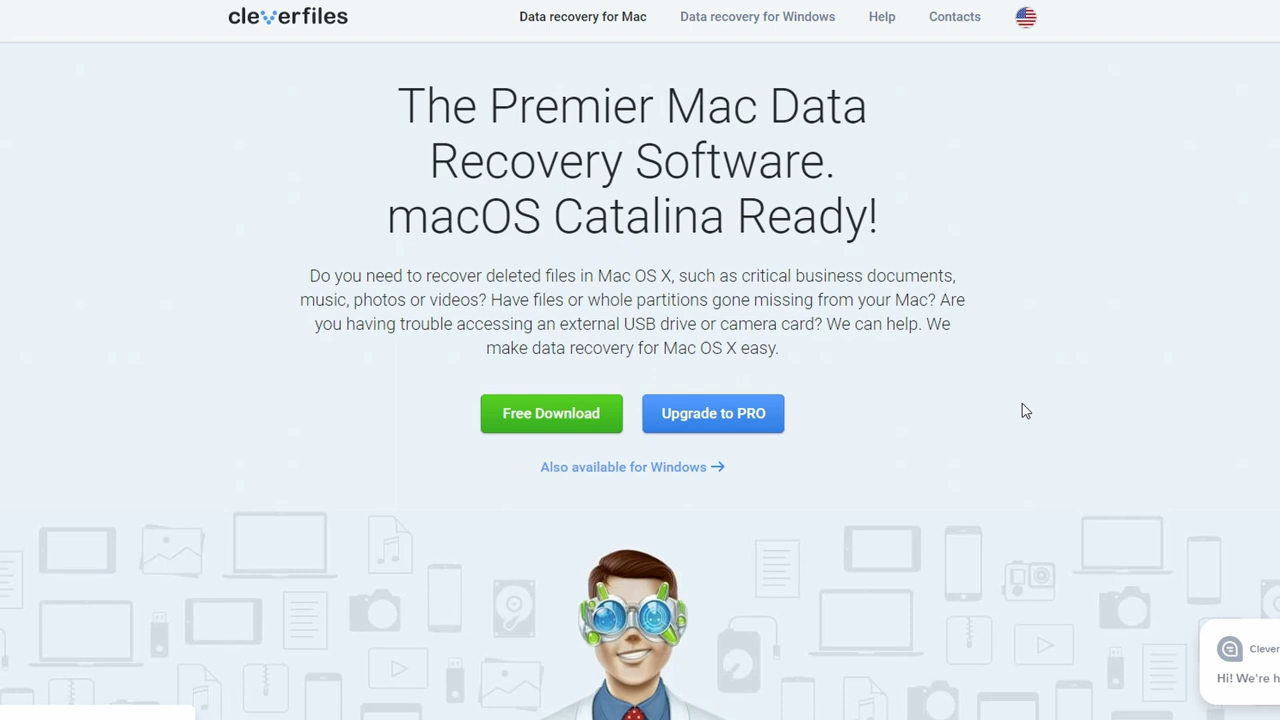 cleverfiles
Data recovery for Mac
Data recovery for Windows
Help
Contacts
The Premier Mac Data
Recovery Software.
macOS Catalina Ready!
Do you need to recover deleted files in Mac OS X, such as critical business documents,
music, photos or videos? Have files or whole partitions gone missing from your Mac? Are
you having trouble accessing an external USB drive or camera card? We can help. We
make data recovery for Mac OS X easy.
Free Download
Upgrade to PRO
Also available for Windows →
Clever
Hi! We're h